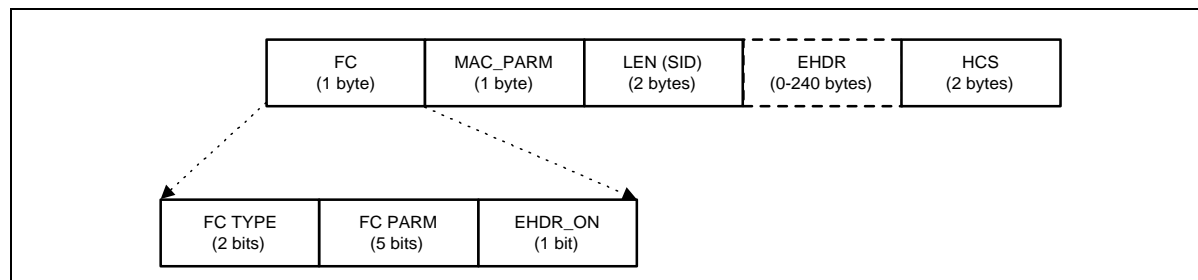 FC
(1 byte)
MAC_PARM
(1 byte)
LEN (SID)
(2 bytes)
EHDR
(0-240 bytes)
HCS
(2 bytes)
FC TYPE
(2 bits)
FC PARM
(5 bits)
EHDR_ON
(1 bit)